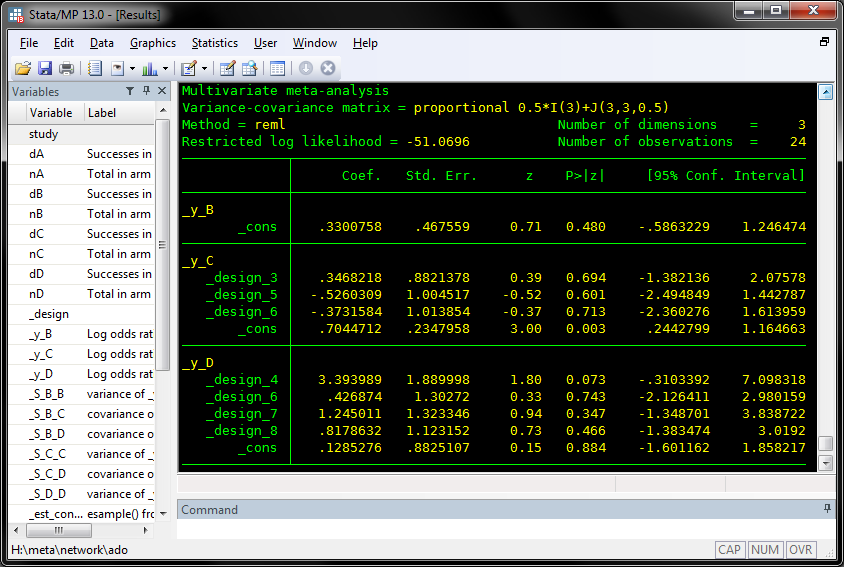 Stata/MP 13.0 - [Results]
File Edit Data Graphics Statistics User Window Help
Variables
Variable Label
study
dA Successes in
nA Total in arm
dB Successes in
nB Total in arm
dC Successes in
nC Total in arm
dD Successes in
nD Total in arm
_design
_y_B Log odds rat
_y_C Log odds rat
_y_D Log odds rat
_S_B_B variance of _
_S_B_C covariance o
_S_B_D covariance o
_S_C_C variance of _
_S_C_D covariance o
_S_D_D variance of _
_est_con... esample() fro
Multivariate meta-analysis
Variance-covariance matrix = proportional 0.5*I(3)+J(3,3,0.5)
Method = reml Number of dimensions = 3
Restricted log likelihood = -51.0696 Number of observations = 24
Coef. Std. Err. z P>|z| [95% Conf. Interval]
_y_B
_cons .3300758 .467559 0.71 0.480 -.5863229 1.246474
_y_C
_design_3 .3468218 .8821378 0.39 0.694 -1.382136 2.07578
_design_5 -.5260309 1.004517 -0.52 0.601 -2.494849 1.442787
_design_6 -.3731584 1.013854 -0.37 0.713 -2.360276 1.613959
_cons .7044712 .2347958 3.00 0.003 .2442799 1.164663
_y_D
_design_4 3.393989 1.889998 1.80 0.073 -.3103392 7.098318
_design_6 .426874 1.30272 0.33 0.743 -2.126411 2.980159
_design_7 1.245011 1.323346 0.94 0.347 -1.348701 3.838722
_design_8 .8178632 1.123152 0.73 0.466 -1.383474 3.0192
_cons .1285276 .8825107 0.15 0.884 -1.601162 1.858217
Command
H:\meta\network\ado
CAP NUM OVR